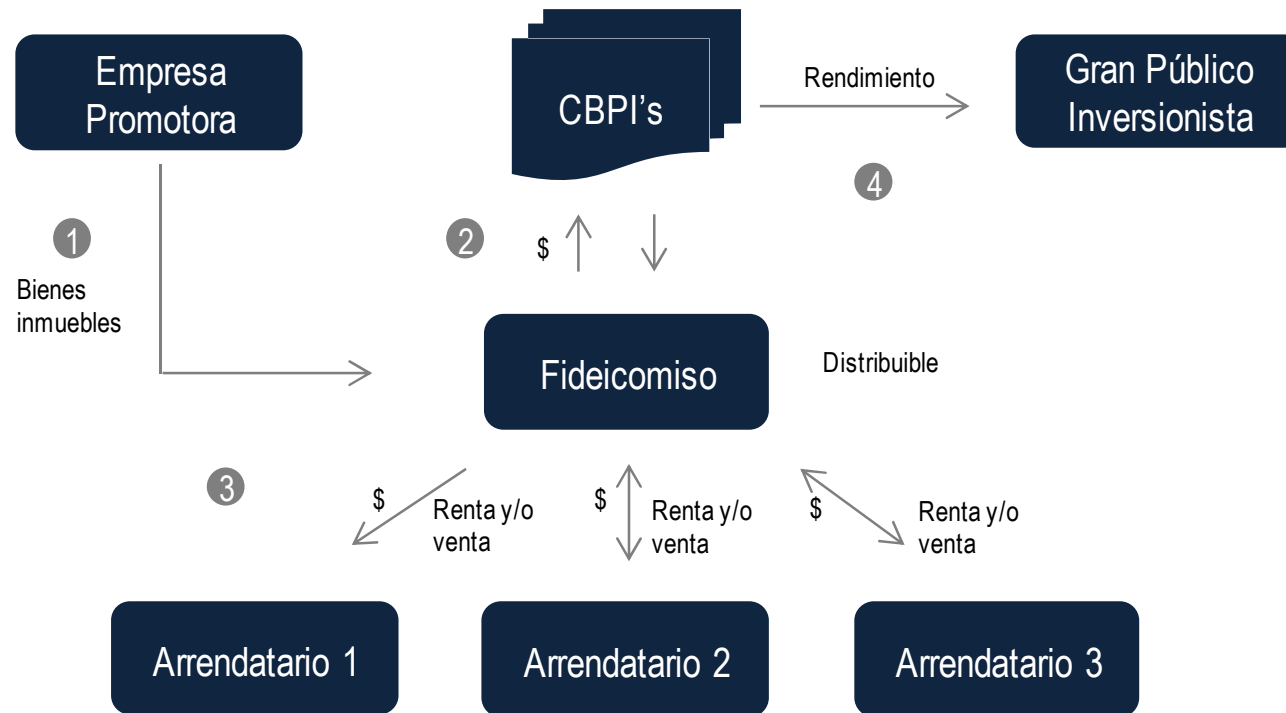 Empresa
Promotora
CBPI's
Rendimiento
Gran Público
Inversionista
1
2
$
4
Bienes
inmuebles
Fideicomiso
Distribuible
3
$
Renta y/o
venta
$
Renta y/o
venta
$
Renta y/o
venta
Arrendatario 1
Arrendatario 2
Arrendatario 3